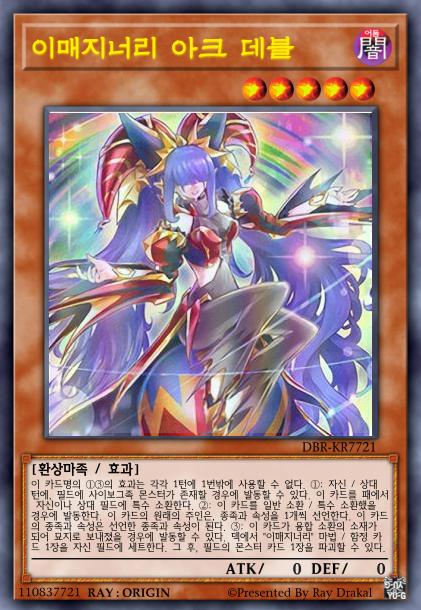 이매지너리 아크 데블
어둠
闇
DBR-KR7721
[환상마족 / 효과]
이 카드명의 ①③의 효과는 각각 1턴에 1번밖에 사용할 수 없다. ①: 자신 / 상대
턴에, 필드에 사이보그족 몬스터가 존재할 경우에 발동할 수 있다. 이 카드를 패에서
자신이나 상대 필드에 특수 소환한다. ②: 이 카드를 일반 소환 / 특수 소환했을
경우에 발동한다. 이 카드의 원래의 주인은, 종족과 속성을 1개씩 선언한다. 이 카드
의 종족과 속성은 선언한 종족과 속성이 된다. ③: 이 카드가 융합 소환의 소재가
되어 묘지로 보내졌을 경우에 발동할 수 있다. 덱에서 "이매지너리" 마법 / 함정 카
드 1장을 자신 필드에 세트한다. 그 후, 필드의 몬스터 카드 1장을 파괴할 수 있다.
ATK/ 0 DEF/ 0
110837721 RAY : ORIGIN ©Presented By Ray Drakal